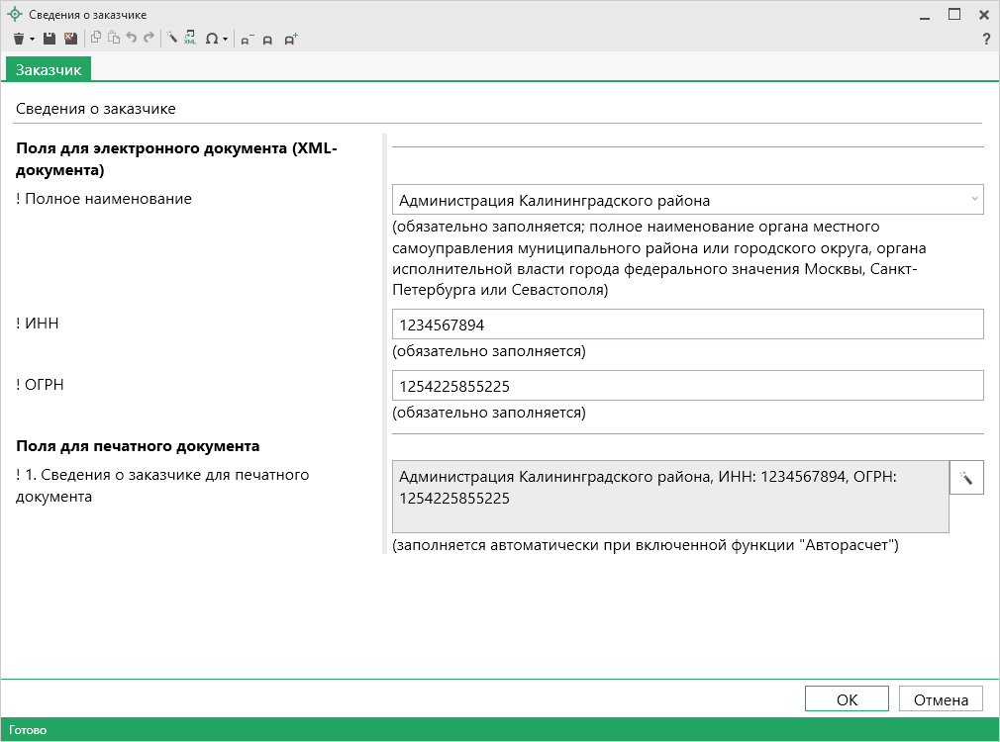 Сведения о заказчике
?
Заказчик
Сведения о заказчике
Поля для электронного документа (XML-
документа)
! Полное наименование
Администрация Калининградского района
(обязательно заполняется; полное наименование органа местного
самоуправления муниципального района или городского округа, органа
исполнительной власти города федерального значения Москвы, Санкт-
Петербурга или Севастополя)
! ИНН
1234567894
(обязательно заполняется)
! ОГРН
1254225855225
(обязательно заполняется)
Поля для печатного документа
! 1. Сведения о заказчике для печатного
документа
Администрация Калининградского района, ИНН: 1234567894, ОГРН:
1254225855225
(заполняется автоматически при включенной функции "Авторасчет")
ОК
Отмена
Готово